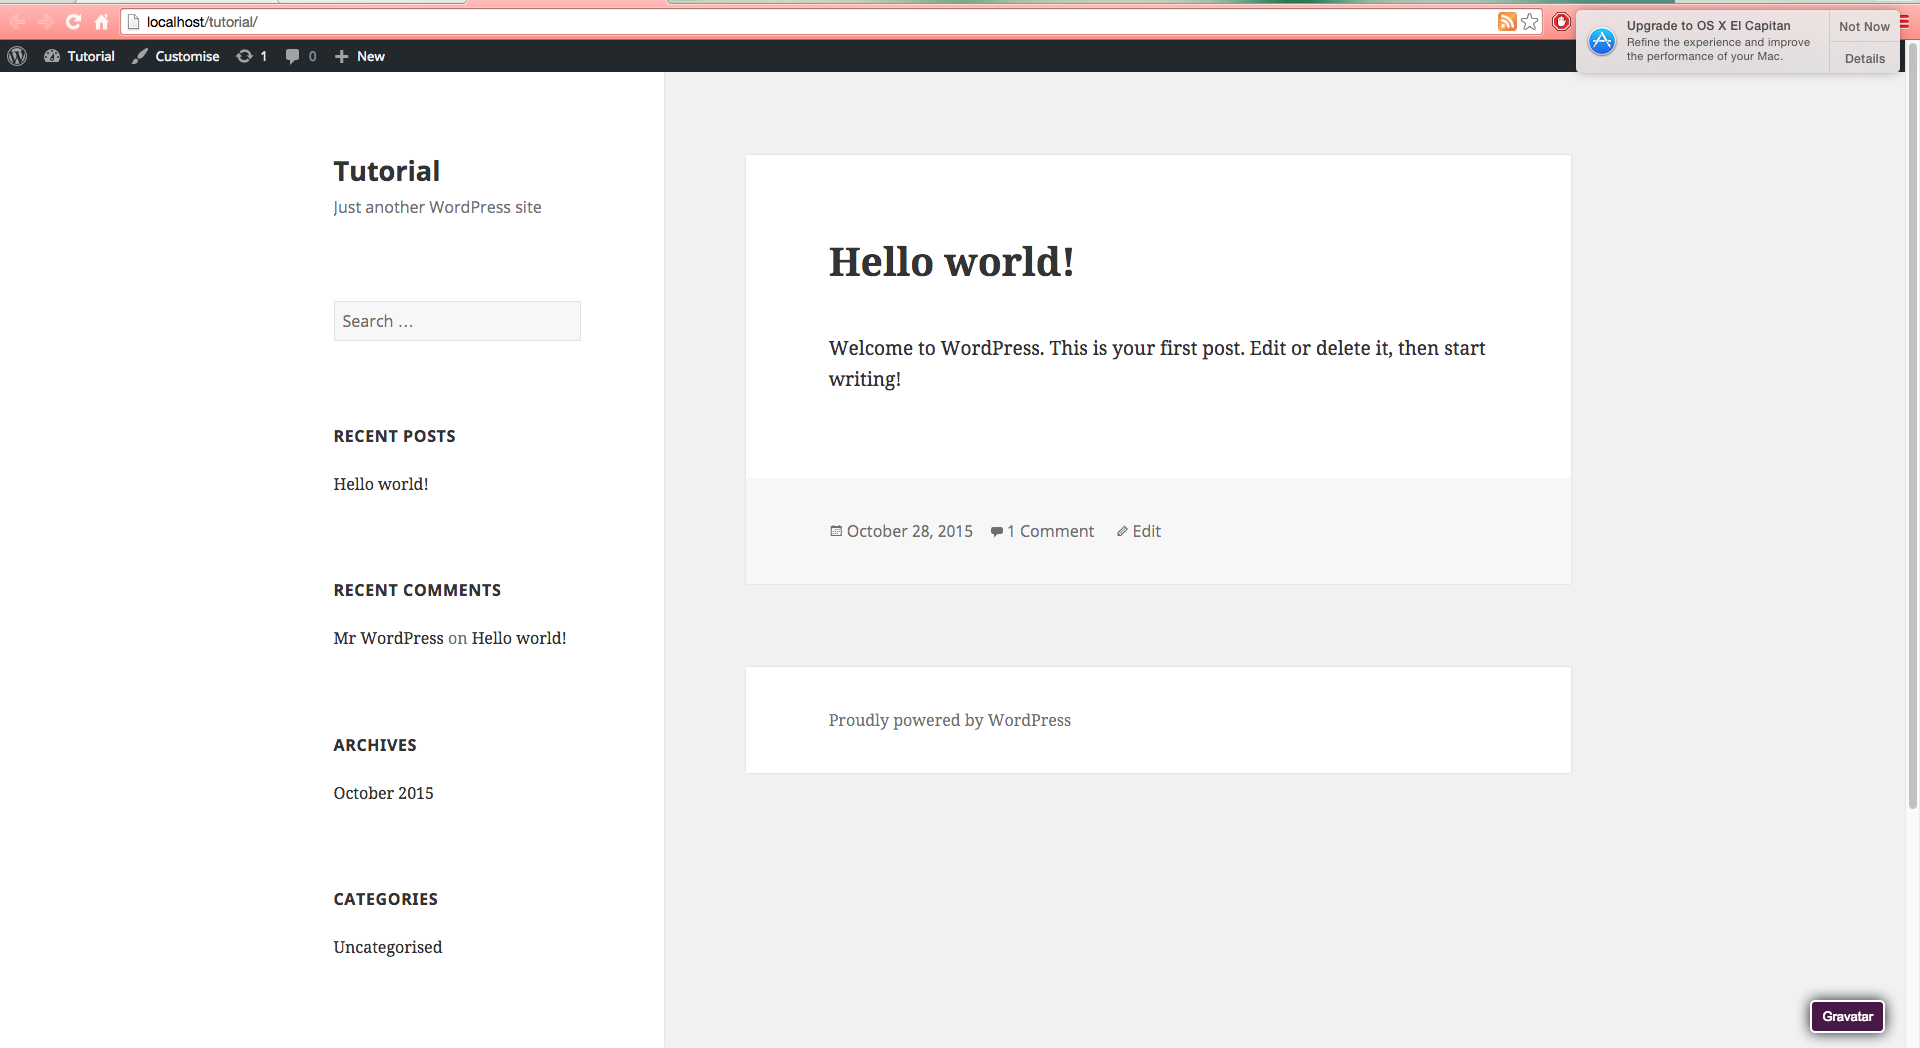 localhost/tutorial/
Upgrade to OS X El Capitan
Refine the experience and improve
the performance of your Mac.
Not Now
Details
Tutorial Customise 1 0 New
Tutorial
Just another WordPress site
Search …
RECENT POSTS
Hello world!
RECENT COMMENTS
Mr WordPress on Hello world!
ARCHIVES
October 2015
CATEGORIES
Uncategorised
Hello world!
Welcome to WordPress. This is your first post. Edit or delete it, then start
writing!
October 28, 2015 1 Comment Edit
Proudly powered by WordPress
Gravatar